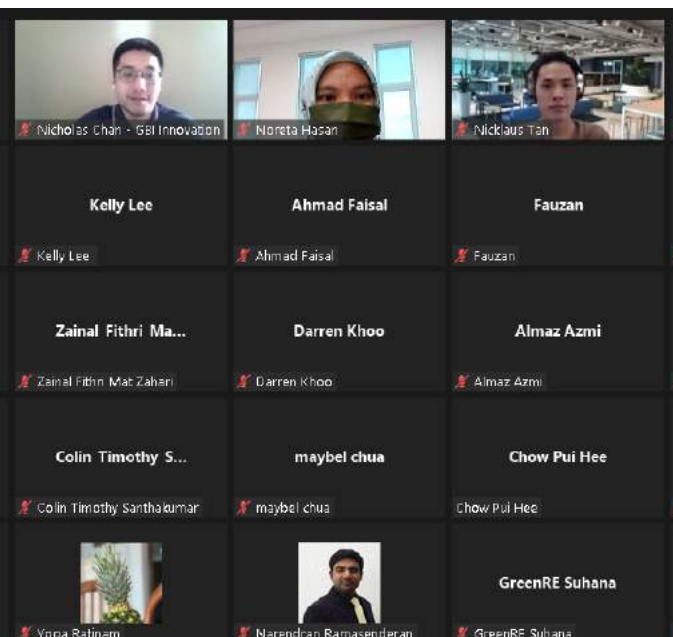 Nicholas Chan - GBI Innovation
Noreta Hasan
Nicklaus Tan
Kelly Lee
Ahmad Faisal
Fauzan
Kelly Lee
Ahmad Faisal
Fauzan
Zainal Fithri Ma...
Darren Khoo
Almaz Azmi
Zainal Fithri Mat Zahari
Darren Khoo
Almaz Azmi
Colin Timothy S...
maybel chua
Chow Pui Hee
Colin Timothy Santhakumar
maybel chua
Chow Pui Hee
GreenRE Suhana
Yoga Ratinam
Narendran Ramasenderan
GreenRE Suhana